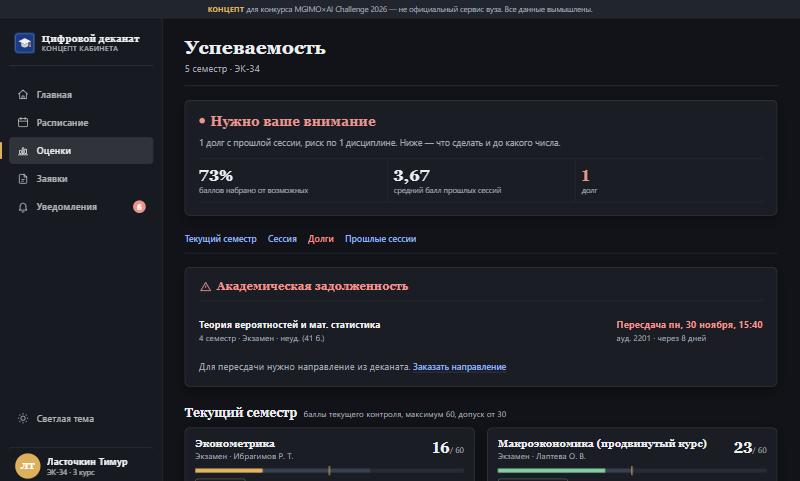 КОНЦЕПТ для конкурса MGIMO×AI Challenge 2026 — не официальный сервис вуза. Все данные вымышлены.
Цифровой деканат
КОНЦЕПТ КАБИНЕТА
Главная
Расписание
Оценки
Заявки
Уведомления 6
Светлая тема
ЛТ
Ласточкин Тимур
ЭК-34 · 3 курс
Успеваемость
5 семестр · ЭК-34
Нужно ваше внимание
1 долг с прошлой сессии, риск по 1 дисциплине. Ниже — что сделать и до какого числа.
73%
баллов набрано от возможных
3,67
средний балл прошлых сессий
1
долг
Текущий семестр Сессия Долги Прошлые сессии
Академическая задолженность
Теория вероятностей и мат. статистика
4 семестр · Экзамен · неуд. (41 б.)
Пересдача пн, 30 ноября, 15:40
ауд. 2201 · через 8 дней
Для пересдачи нужно направление из деканата. Заказать направление
Текущий семестр баллы текущего контроля, максимум 60, допуск от 30
Эконометрика
Экзамен · Ибрагимов Р. Т.
16 / 60
Макроэкономика (продвинутый курс)
Экзамен · Лаптева О. В.
23 / 60